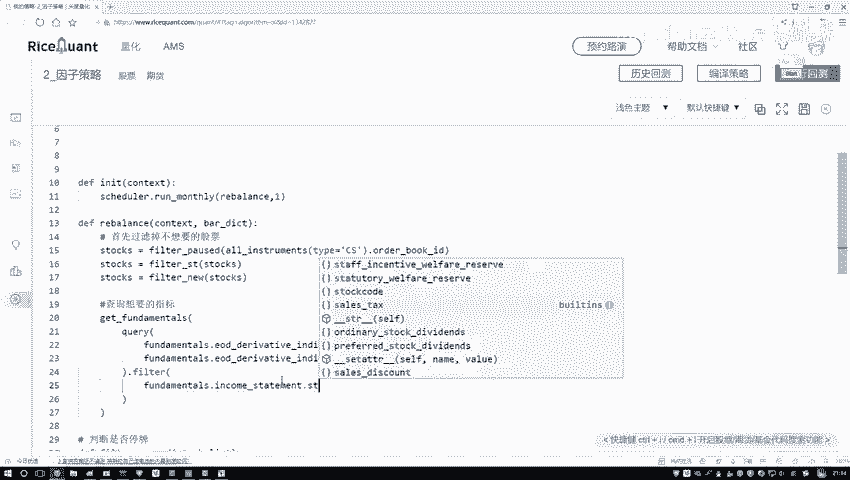 RiceQuant 量化 AMS 预约路演 帮助文档 社区
2_因子策略 股票 期货 历史回测 编译策略
浅色主题 默认快捷键
6
7
8
9
10 def init(context):
11 scheduler.run_monthly(rebalance,1)
12
13 def rebalance(context, bar_dict):
14 # 首先过滤掉不想要的股票
15 stocks = filter_paused(all_instruments(type='CS').order_book_id)
16 stocks = filter_st(stocks)
17 stocks = filter_new(stocks)
18
19 #查询想要的指标
20 get_fundamentals(
21 query(
22 fundamentals.eod_derivative_indi
23 fundamentals.eod_derivative_indi
24 ).filter(
25 fundamentals.income_statement.st
26 )
27 )
28
29 # 判断是否停牌
{} staff_incentive_welfare_reserve
{} statutory_welfare_reserve
{} stockcode
{} sales_tax builtins
__str__(self)
{} ordinary_stock_dividends
{} preferred_stock_dividends
__setattr__(self, name, value)
{} sales_discount